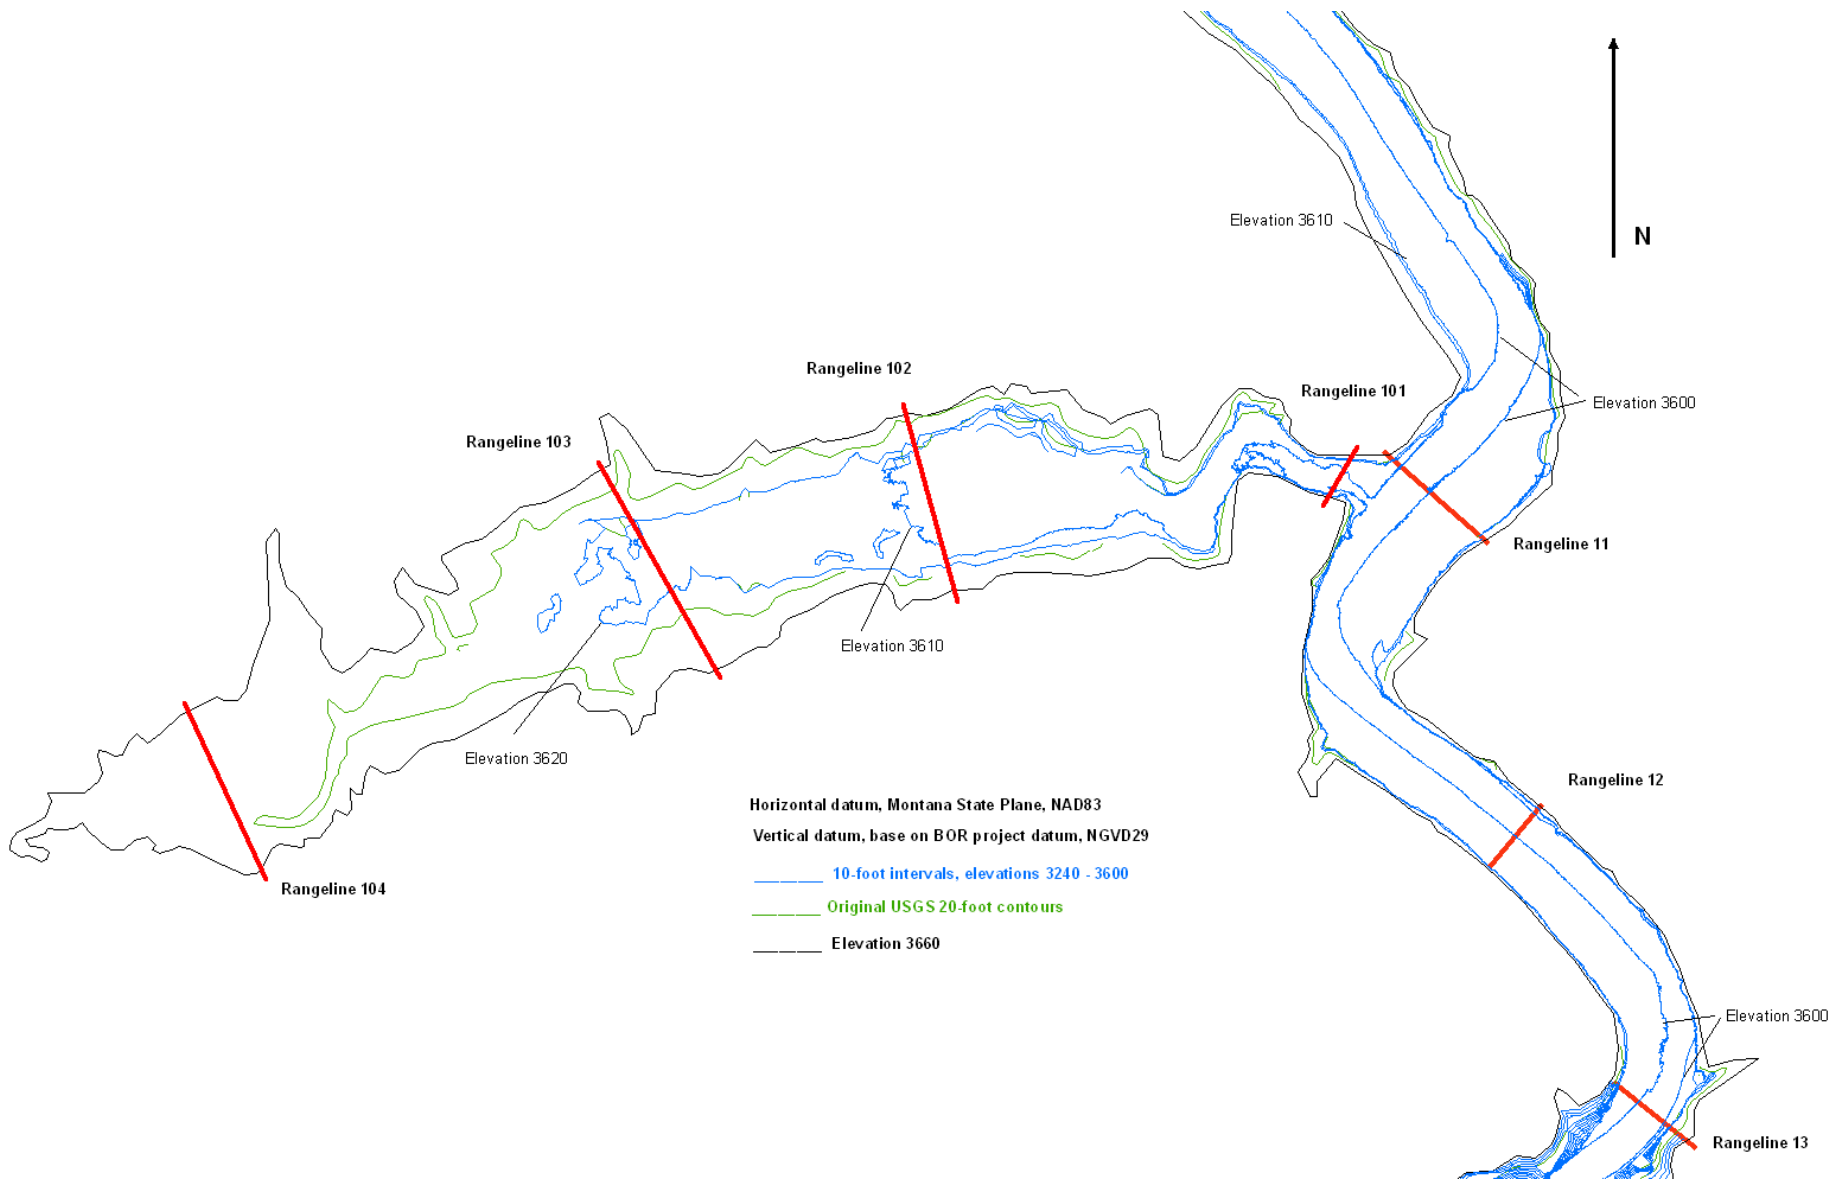 Elevation 3610
N
Rangeline 102
Rangeline 101
Elevation 3600
Rangeline 103
Rangeline 11
Elevation 3610
Elevation 3620
Rangeline 12
Horizontal datum, Montana State Plane, NAD83
Vertical datum, base on BOR project datum, NGVD29
10-foot intervals, elevations 3240 - 3600
Rangeline 104
Original USGS 20-foot contours
Elevation 3660
Elevation 3600
Rangeline 13